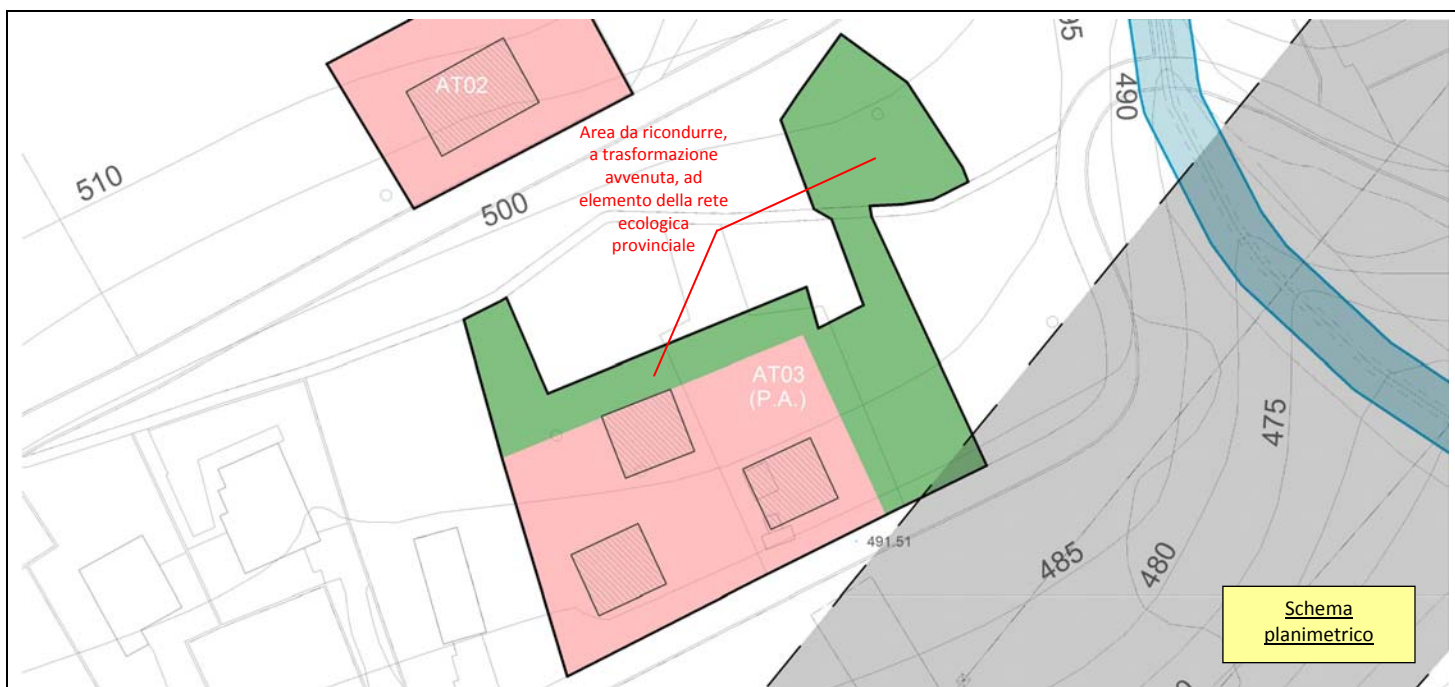 AT02
Area da ricondurre,
a trasformazione
avvenuta, ad
elemento della rete
ecologica
provinciale
510
500
490
AT03
(P.A.)
475
491.51
485
480
Schema
planimetrico